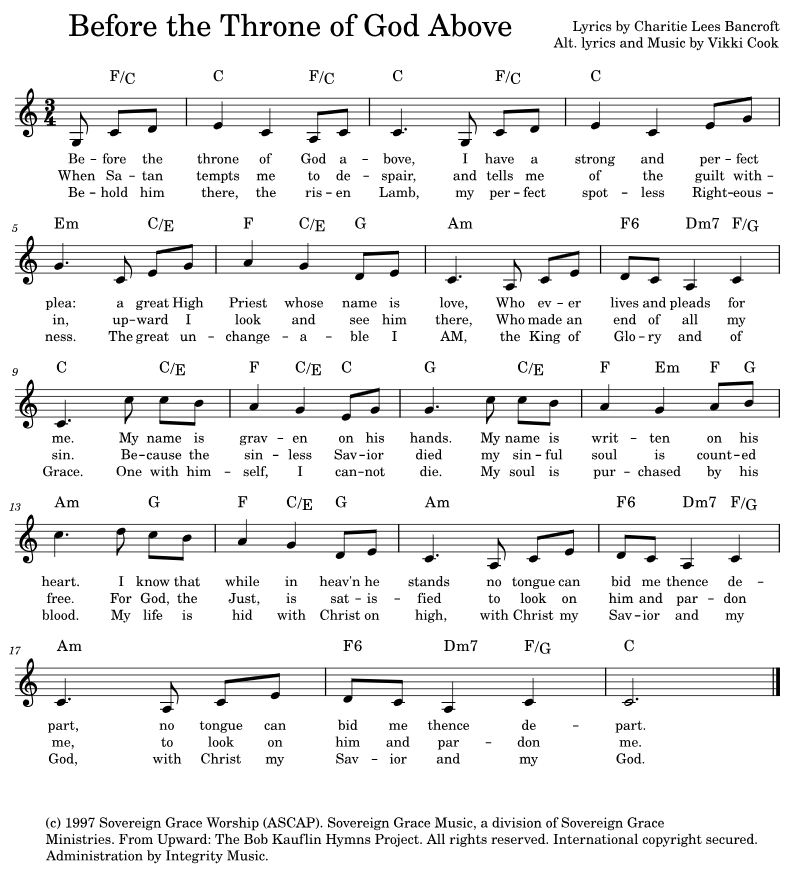 Before the Throne of God Above
Lyrics by Charitie Lees Bancroft
Alt. lyrics and Music by Vikki Cook
F/C C F/C C F/C C
3
4
Be – fore the throne of God a – bove, I have a strong and per – fect
When Sa – tan tempts me to de – spair, and tells me of the guilt with –
Be – hold him there, the ris – en Lamb, my per – fect spot – less Right – eous –
5
Em C/E F C/E G Am F6 Dm7 F/G
plea: a great High Priest whose name is love, Who ev – er lives and pleads for
in, up – ward I look and see him there, Who made an end of all my
ness. The great un – change – a – ble I AM, the King of Glo – ry and of
9
C C/E F C/E C G C/E F Em F G
me. My name is grav – en on his hands. My name is writ – ten on his
sin. Be – cause the sin – less Sav – ior died my sin – ful soul is count – ed
Grace. One with him – self, I can – not die. My soul is pur – chased by his
13
Am G F C/E G Am F6 Dm7 F/G
heart. I know that while in heav'n he stands no tongue can bid me thence de –
free. For God, the Just, is sat – is – fied to look on him and par – don
blood. My life is hid with Christ on high, with Christ my Sav – ior and my
17
Am F6 Dm7 F/G C
part, no tongue can bid me thence de – part.
me, to look on him and par – don me.
God, with Christ my Sav – ior and my God.
(c) 1997 Sovereign Grace Worship (ASCAP). Sovereign Grace Music, a division of Sovereign Grace
Ministries. From Upward: The Bob Kauflin Hymns Project. All rights reserved. International copyright secured.
Administration by Integrity Music.